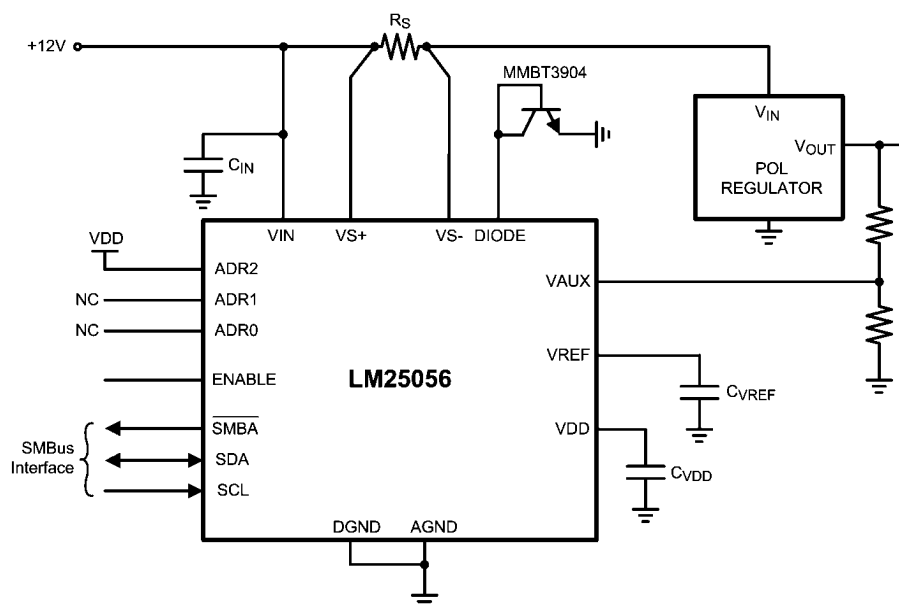 +12V
RS
MMBT3904
VIN
VOUT
POL
REGULATOR
CIN
VIN
VS+
VS-
DIODE
VDD
ADR2
NC
ADR1
NC
ADR0
ENABLE
SMBA
SDA
SCL
SMBus
Interface
LM25056
VAUX
VREF
CVREF
VDD
CVDD
DGND
AGND